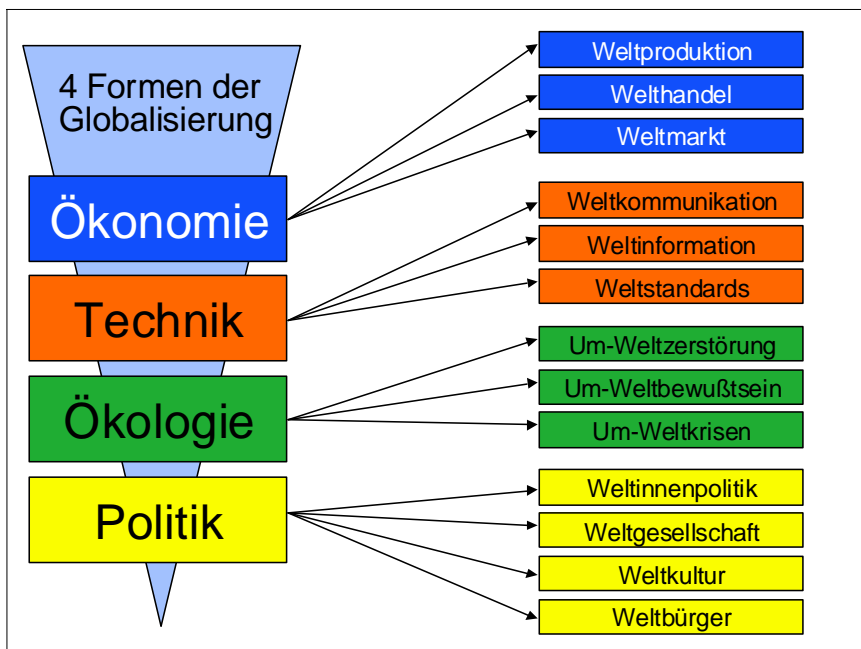 4 Formen der
Globalisierung
Ökonomie
Weltproduktion
Welthandel
Weltmarkt
Technik
Weltkommunikation
Weltinformation
Weltstandards
Ökologie
Um-Weltzerstörung
Um-Weltbewußtsein
Um-Weltkrisen
Politik
Weltinnenpolitik
Weltgesellschaft
Weltkultur
Weltbürger